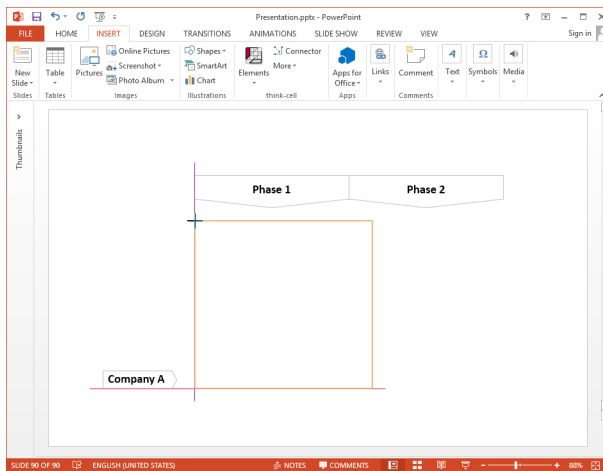 Presentation.pptx - PowerPoint
FILE HOME INSERT DESIGN TRANSITIONS ANIMATIONS SLIDE SHOW REVIEW VIEW Sign in
New Slide
Table
Pictures
Online Pictures
Screenshot
Photo Album
Shapes
SmartArt
Chart
Elements
Connector
More
Apps for Office
Links
Comment
Text
Symbols
Media
Slides Tables Images Illustrations think-cell Apps Comments
Thumbnails
Phase 1 Phase 2
Company A
SLIDE 90 OF 90 ENGLISH (UNITED STATES) NOTES COMMENTS 88%